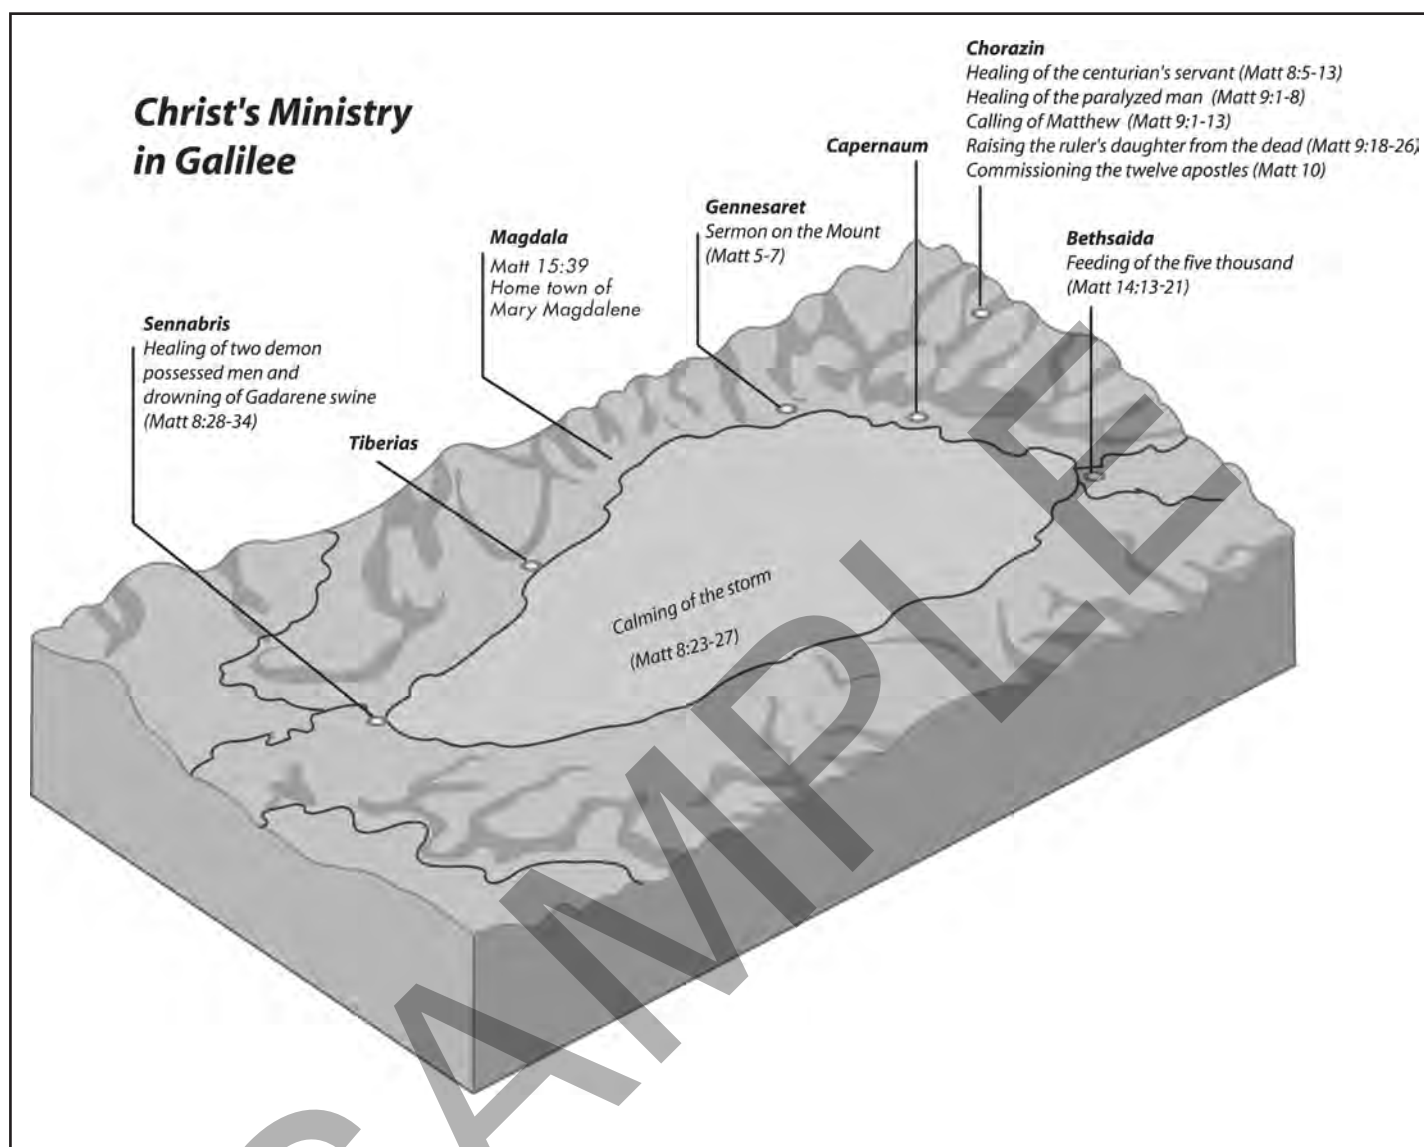 Christ's Ministry
in Galilee
Chorazin
Healing of the centurian's servant (Matt 8:5-13)
Healing of the paralyzed man (Matt 9:1-8)
Calling of Matthew (Matt 9:1-13)
Raising the ruler's daughter from the dead (Matt 9:18-26)
Commissioning the twelve apostles (Matt 10)
Capernaum
Gennesaret
Sermon on the Mount
(Matt 5-7)
Bethsaida
Feeding of the five thousand
(Matt 14:13-21)
Magdala
Matt 15:39
Home town of
Mary Magdalene
Sennabris
Healing of two demon
possessed men and
drowning of Gadarene swine
(Matt 8:28-34)
Tiberias
Calming of the storm
(Matt 8:23-27)
SAMPLE